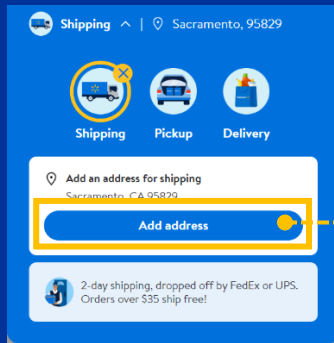 Shipping | Sacramento, 95829
Shipping Pickup Delivery
Add an address for shipping
Sacramento, CA 95829
Add address
2-day shipping, dropped off by FedEx or UPS.
Orders over $35 ship free!